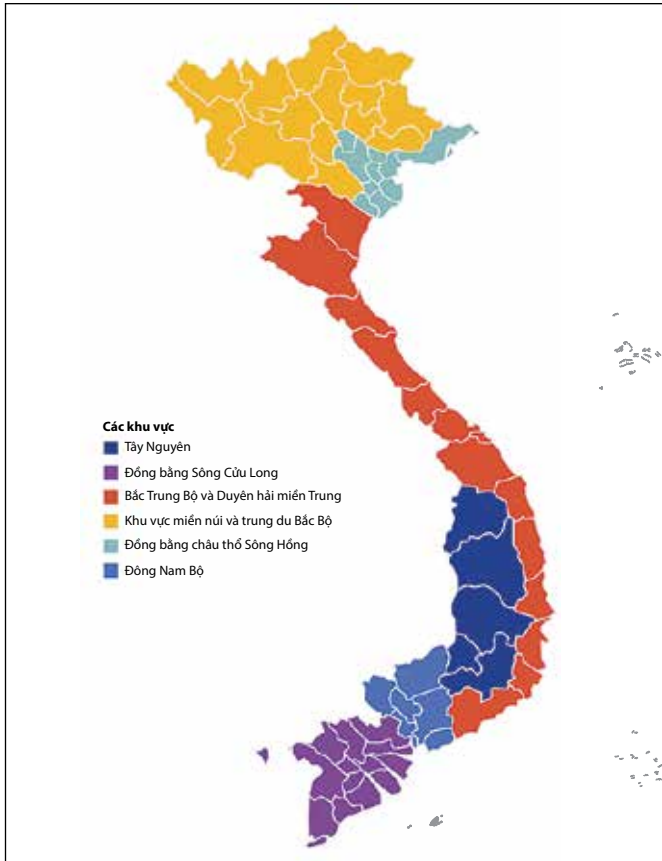 Các khu vực
Tây Nguyên
Đồng bằng Sông Cửu Long
Bắc Trung Bộ và Duyên hải miền Trung
Khu vực miền núi và trung du Bắc Bộ
Đồng bằng châu thổ Sông Hồng
Đông Nam Bộ